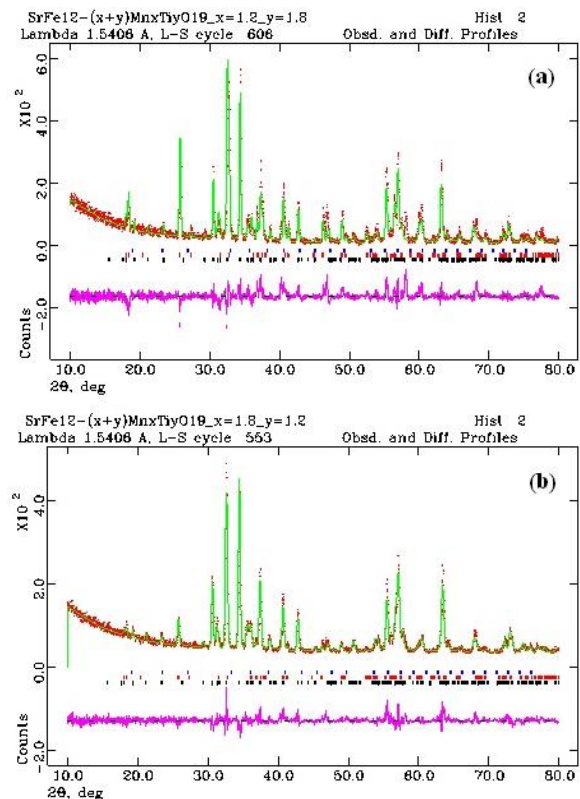 SrFe12-(x+y)MnxTiyO19_x=1.2_y=1.8 Hist 2
Lambda 1.5406 A, L-S cycle 606 Obsd. and Diff. Profiles
(a)
X10 2
6.0
4.0
2.0
0.0
-2.0
Counts
10.0 20.0 30.0 40.0 50.0 60.0 70.0 80.0
2θ, deg
SrFe12-(x+y)MnxTiyO19_x=1.8_y=1.2 Hist 2
Lambda 1.5406 A, L-S cycle 553 Obsd. and Diff. Profiles
(b)
X10 2
4.0
2.0
0.0
-2.0
Counts
10.0 20.0 30.0 40.0 50.0 60.0 70.0 80.0
2θ, deg